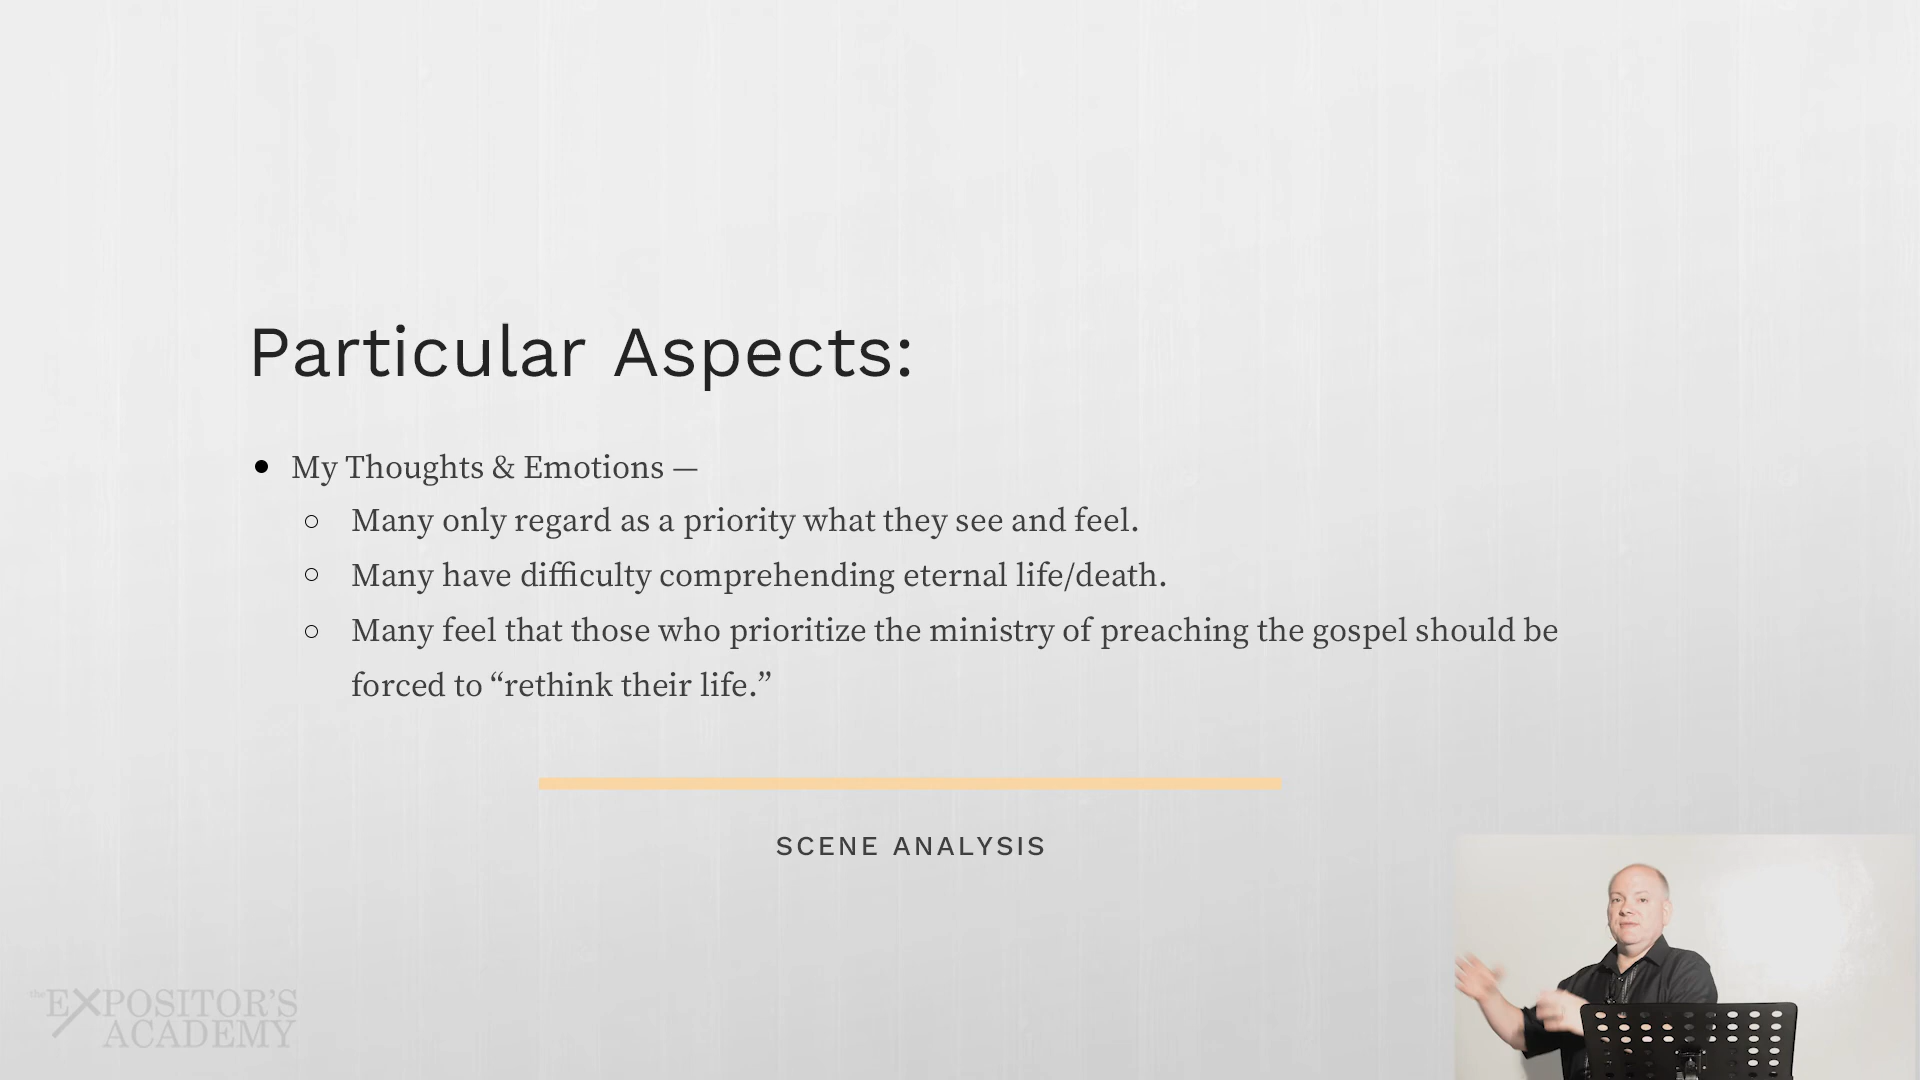 Particular Aspects:
• My Thoughts & Emotions —
○ Many only regard as a priority what they see and feel.
○ Many have difficulty comprehending eternal life/death.
○ Many feel that those who prioritize the ministry of preaching the gospel should be
forced to “rethink their life.”
SCENE ANALYSIS
the EXPOSITOR'S
ACADEMY